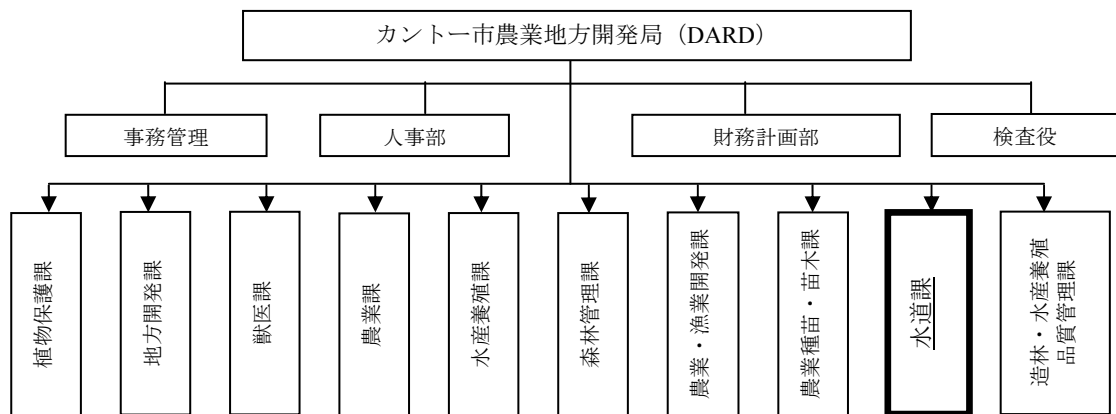 カントー市農業地方開発局（DARD）
事務管理
人事部
財務計画部
検査役
植物保護課
地方開発課
獣医課
農業課
水産養殖課
森林管理課
農業・漁業開発課
農業種苗・苗木課
水道課
造林・水産養殖
品質管理課